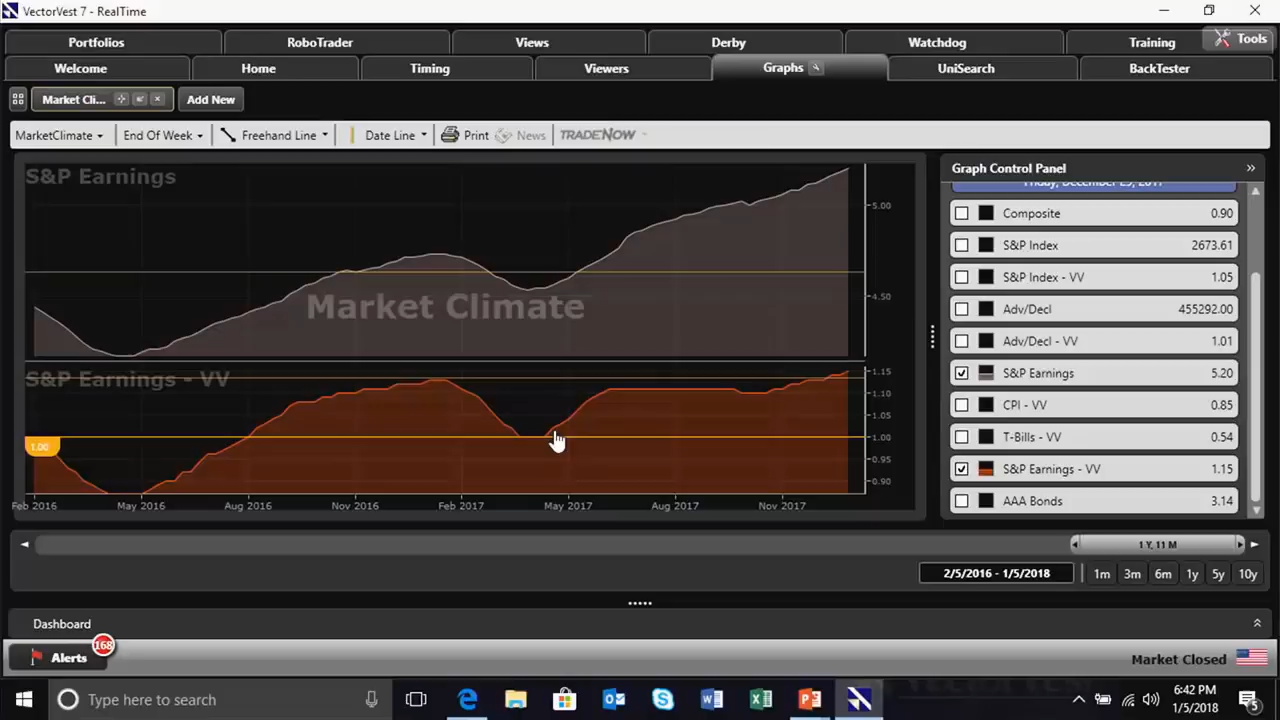 VectorVest 7 - RealTime
Portfolios RoboTrader Views Derby Watchdog Training Tools
Welcome Home Timing Viewers Graphs UniSearch BackTester
Market Cli... Add New
MarketClimate End Of Week Freehand Line Date Line Print News TRADENOW
S&P Earnings
5.00
4.50
Market Climate
S&P Earnings - VV
1.15
1.10
1.05
1.00
0.95
0.90
1.00
Feb 2016 May 2016 Aug 2016 Nov 2016 Feb 2017 May 2017 Aug 2017 Nov 2017
Graph Control Panel
Friday, December 29, 2017
Composite 0.90
S&P Index 2673.61
S&P Index - VV 1.05
Adv/Decl 455292.00
Adv/Decl - VV 1.01
S&P Earnings 5.20
CPI - VV 0.85
T-Bills - VV 0.54
S&P Earnings - VV 1.15
AAA Bonds 3.14
1 Y, 11 M
2/5/2016 - 1/5/2018 1m 3m 6m 1y 5y 10y
Dashboard
Alerts 168
Market Closed
Type here to search
6:42 PM
1/5/2018
5